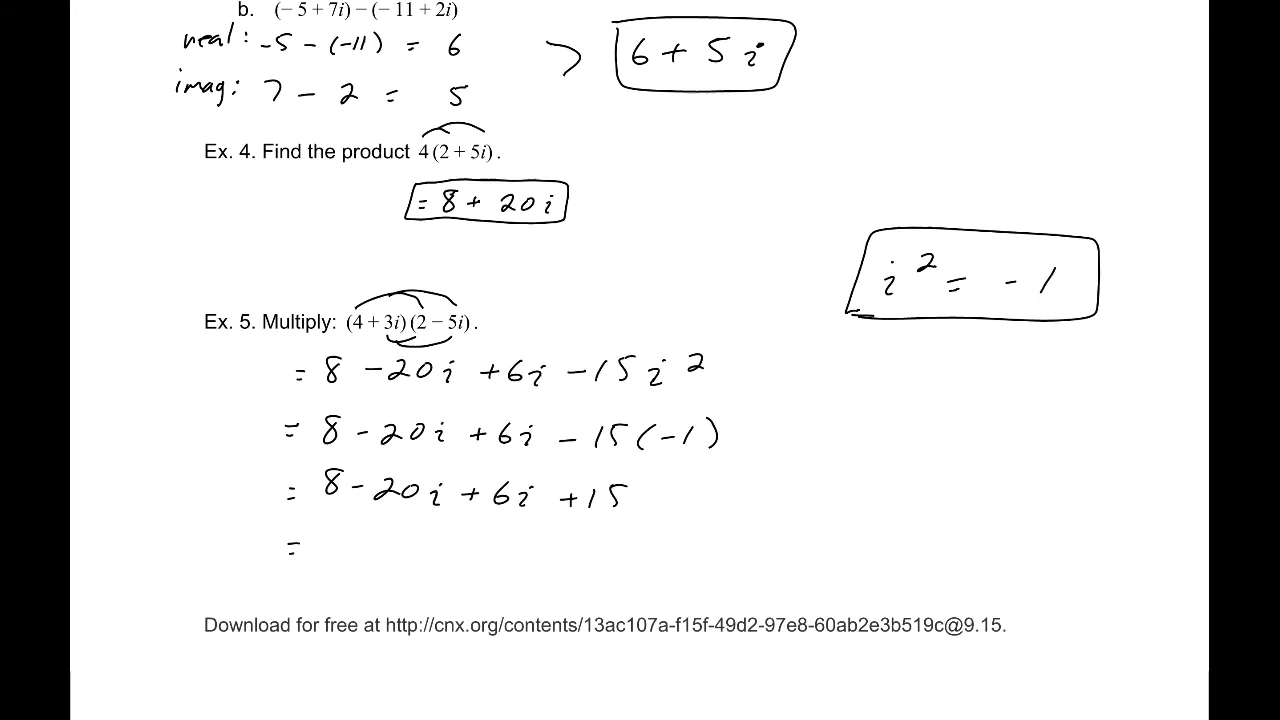 b. (− 5 + 7i) − (− 11 + 2i)
real: -5 - (-11) = 6
imag: 7 - 2 = 5
6 + 5i
Ex. 4. Find the product 4(2 + 5i).
= 8 + 20i
i² = -1
Ex. 5. Multiply: (4 + 3i)(2 − 5i).
= 8 - 20i + 6i - 15i²
= 8 - 20i + 6i - 15(-1)
= 8 - 20i + 6i + 15
=
Download for free at http://cnx.org/contents/13ac107a-f15f-49d2-97e8-60ab2e3b519c@9.15.